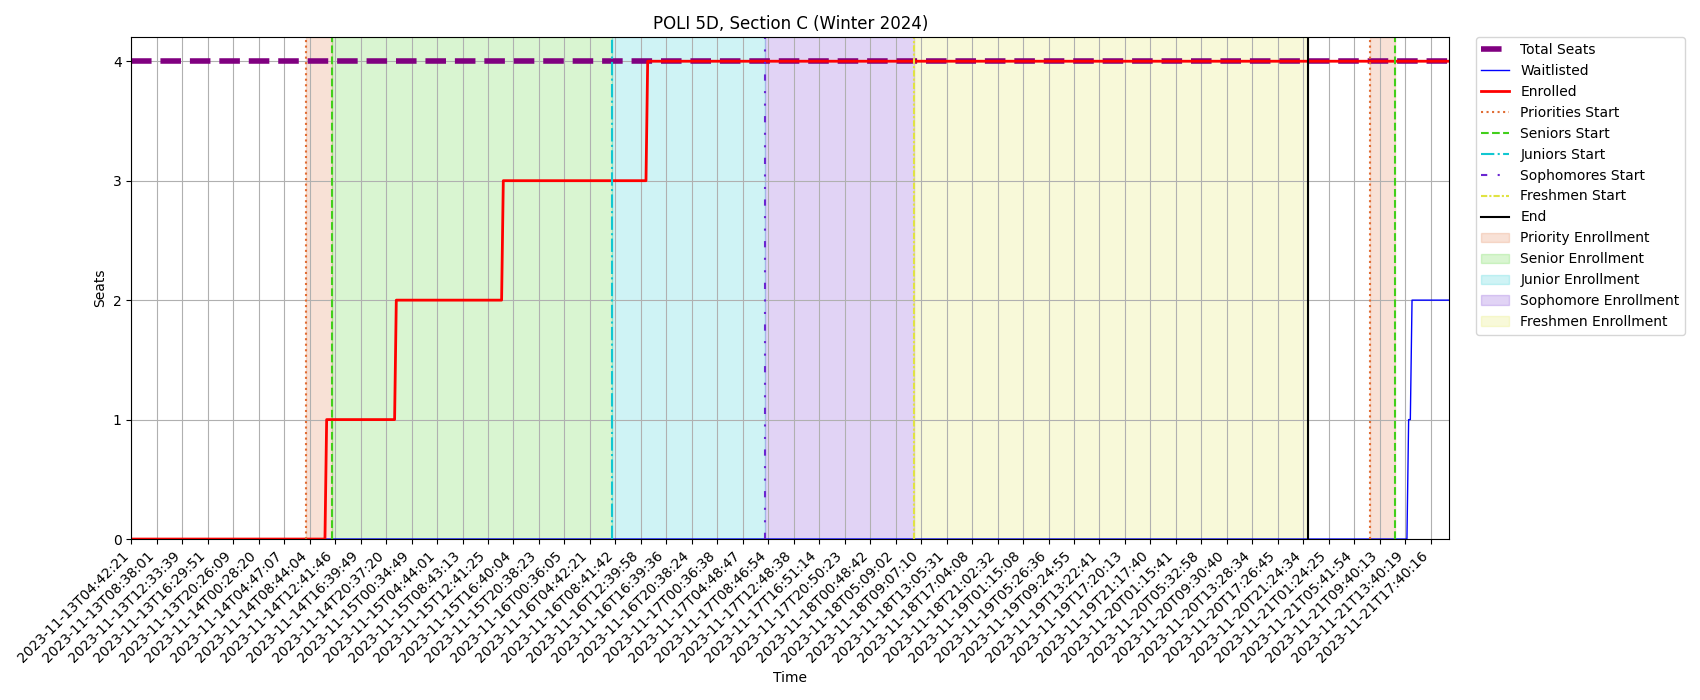 POLI 5D, Section C (Winter 2024)
Seats
4
3
2
1
0
2023-11-13T04:42:21
2023-11-13T08:38:01
2023-11-13T12:33:39
2023-11-13T16:29:51
2023-11-13T20:26:09
2023-11-14T00:28:20
2023-11-14T04:47:07
2023-11-14T08:44:04
2023-11-14T12:41:46
2023-11-14T16:39:49
2023-11-14T20:37:20
2023-11-15T00:34:49
2023-11-15T04:44:01
2023-11-15T08:43:13
2023-11-15T12:41:25
2023-11-15T16:40:04
2023-11-15T20:38:23
2023-11-16T00:36:05
2023-11-16T04:42:21
2023-11-16T08:41:42
2023-11-16T12:39:58
2023-11-16T16:39:36
2023-11-16T20:38:24
2023-11-17T00:36:38
2023-11-17T04:48:47
2023-11-17T08:46:54
2023-11-17T12:48:38
2023-11-17T16:51:14
2023-11-17T20:50:23
2023-11-18T00:48:42
2023-11-18T05:09:02
2023-11-18T09:07:10
2023-11-18T13:05:31
2023-11-18T17:04:08
2023-11-18T21:02:32
2023-11-19T01:15:08
2023-11-19T05:26:36
2023-11-19T09:24:55
2023-11-19T13:22:41
2023-11-19T17:20:13
2023-11-19T21:17:40
2023-11-20T01:15:41
2023-11-20T05:32:58
2023-11-20T09:30:40
2023-11-20T13:28:34
2023-11-20T17:26:45
2023-11-20T21:24:34
2023-11-21T01:24:25
2023-11-21T05:41:54
2023-11-21T09:40:13
2023-11-21T13:40:19
2023-11-21T17:40:16
Time
Total Seats
Waitlisted
Enrolled
Priorities Start
Seniors Start
Juniors Start
Sophomores Start
Freshmen Start
End
Priority Enrollment
Senior Enrollment
Junior Enrollment
Sophomore Enrollment
Freshmen Enrollment